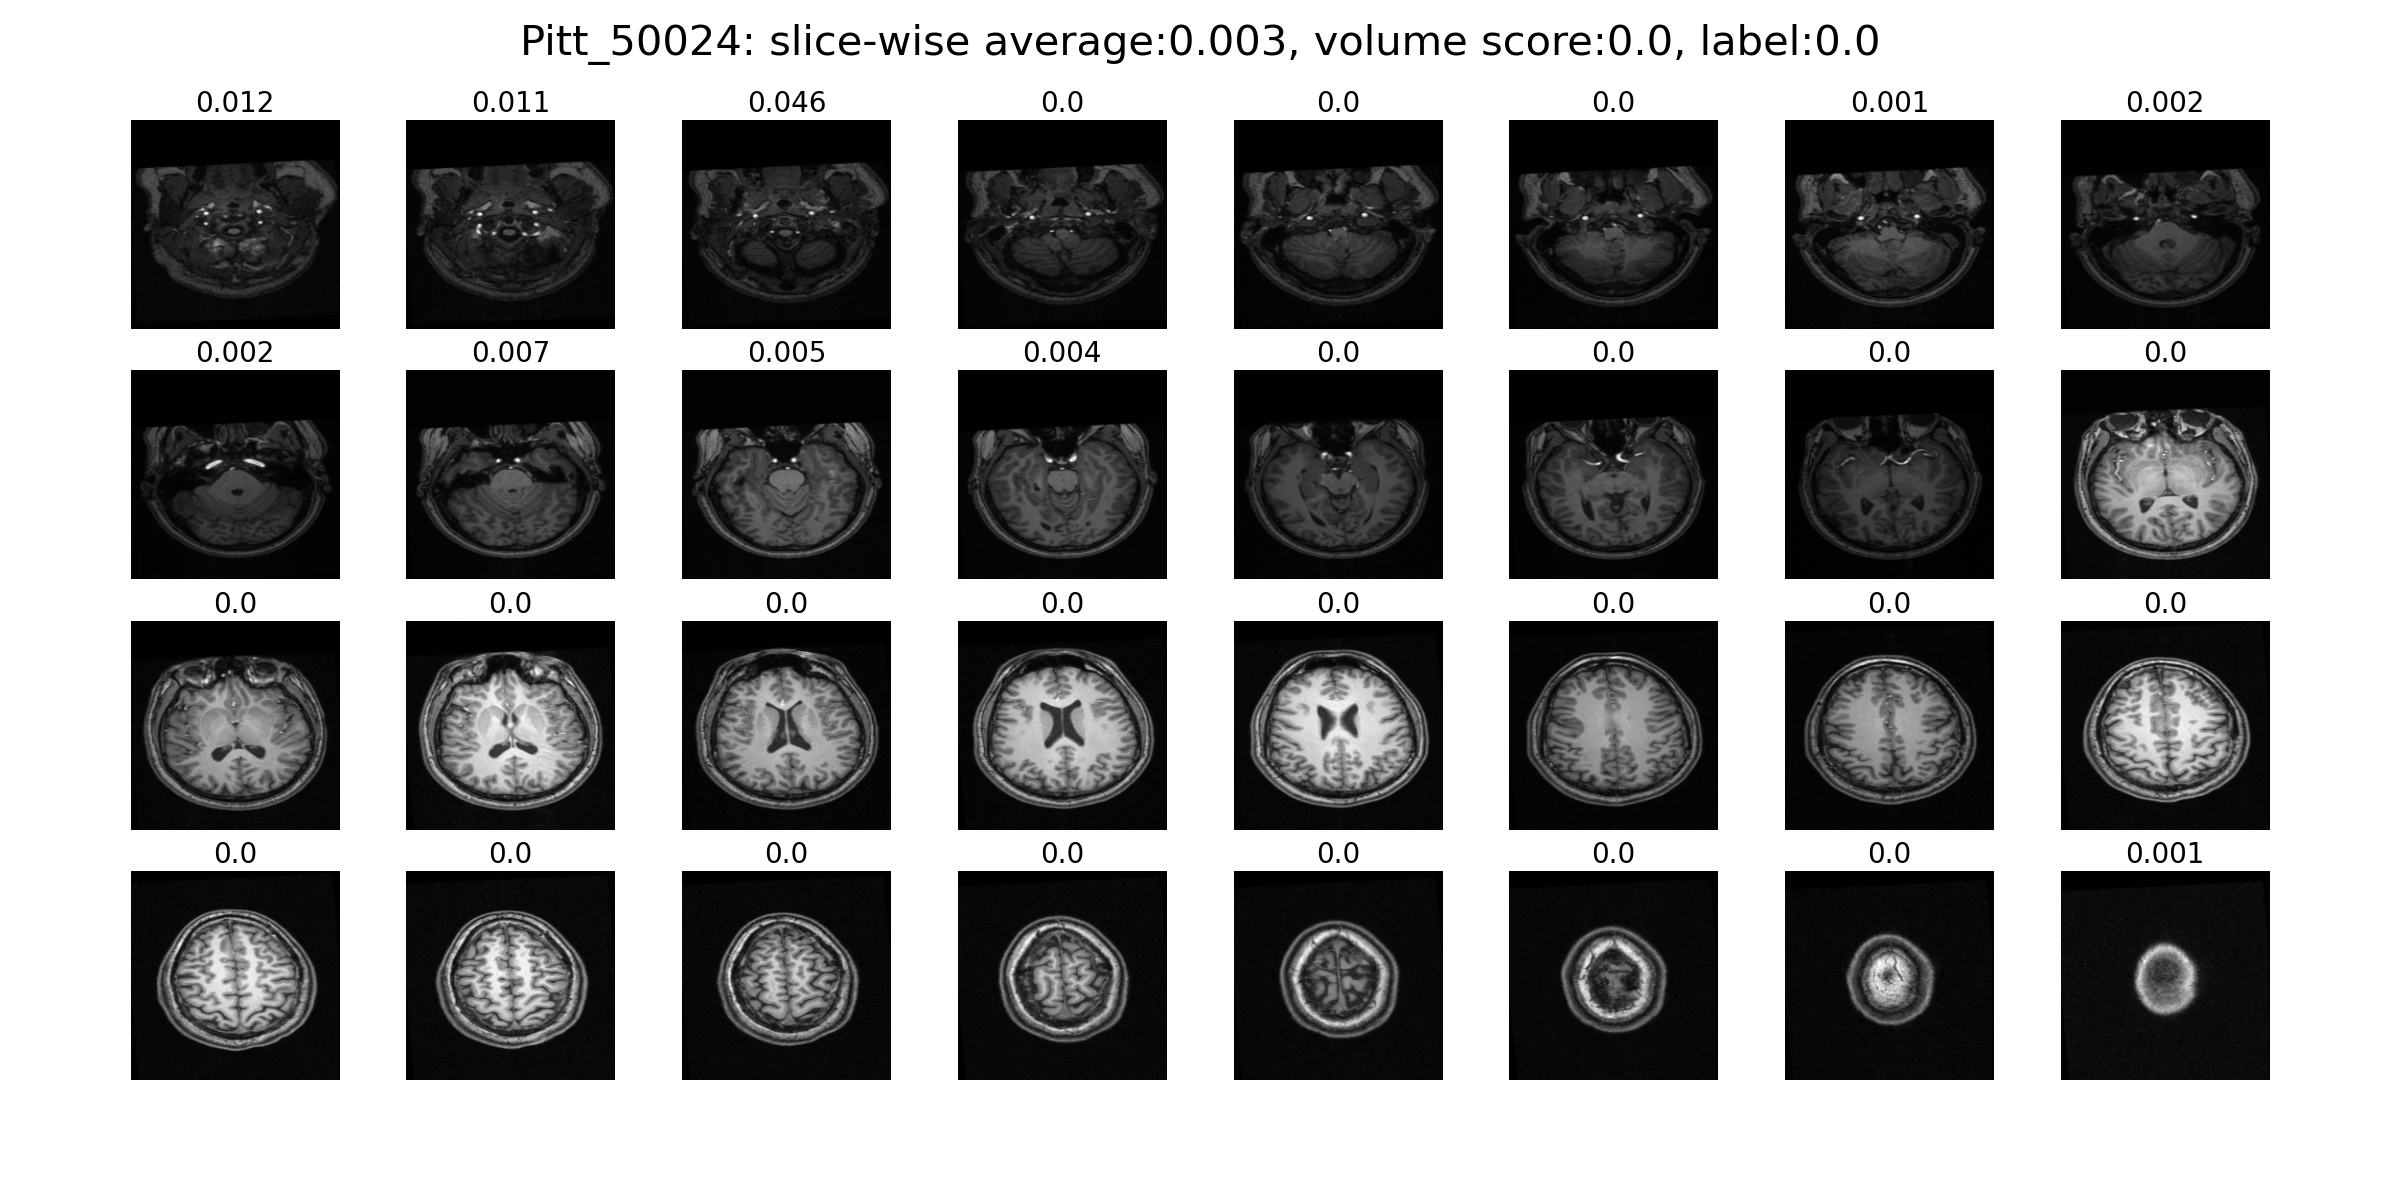 Pitt_50024: slice-wise average:0.003, volume score:0.0, label:0.0
0.012 0.011 0.046 0.0 0.0 0.0 0.001 0.002
0.002 0.007 0.005 0.004 0.0 0.0 0.0 0.0
0.0 0.0 0.0 0.0 0.0 0.0 0.0 0.0
0.0 0.0 0.0 0.0 0.0 0.0 0.0 0.001